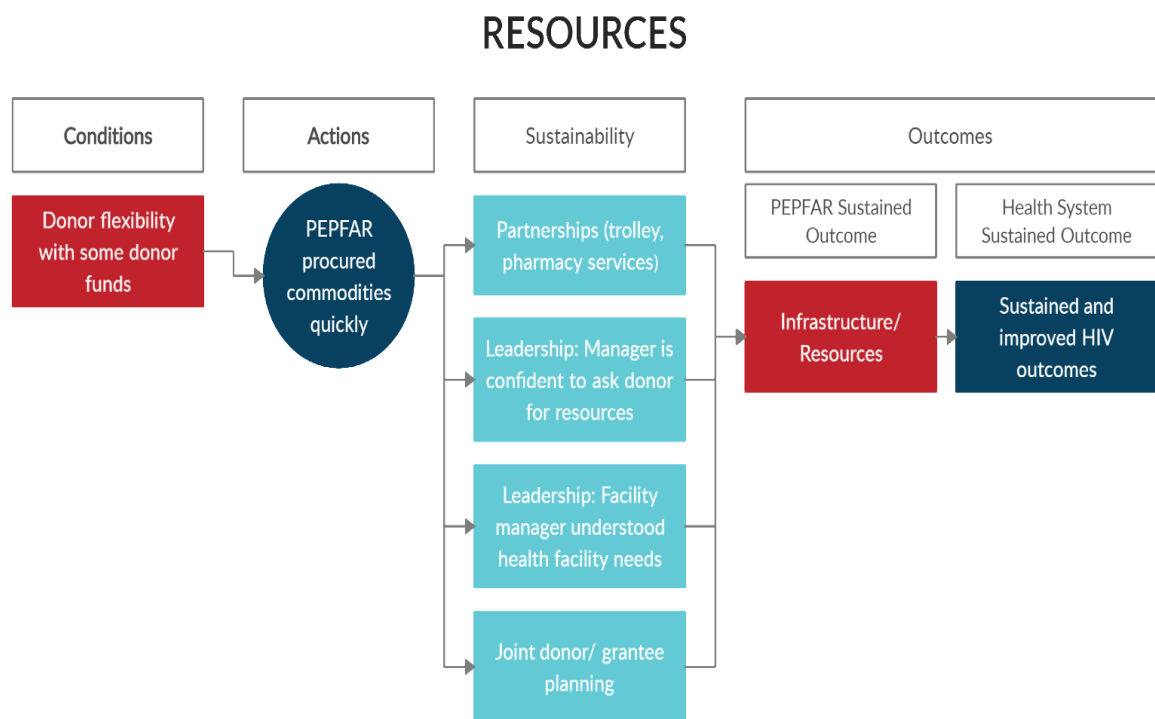 RESOURCES
Conditions
Actions
Sustainability
Outcomes
PEPFAR Sustained
Outcome
Health System
Sustained Outcome
Donor flexibility
with some donor
funds
PEPFAR
procured
commodities
quickly
Partnerships (trolley,
pharmacy services)
Leadership: Manager is
confident to ask donor
for resources
Leadership: Facility
manager understood
health facility needs
Joint donor/ grantee
planning
Infrastructure/
Resources
Sustained and
improved HIV
outcomes